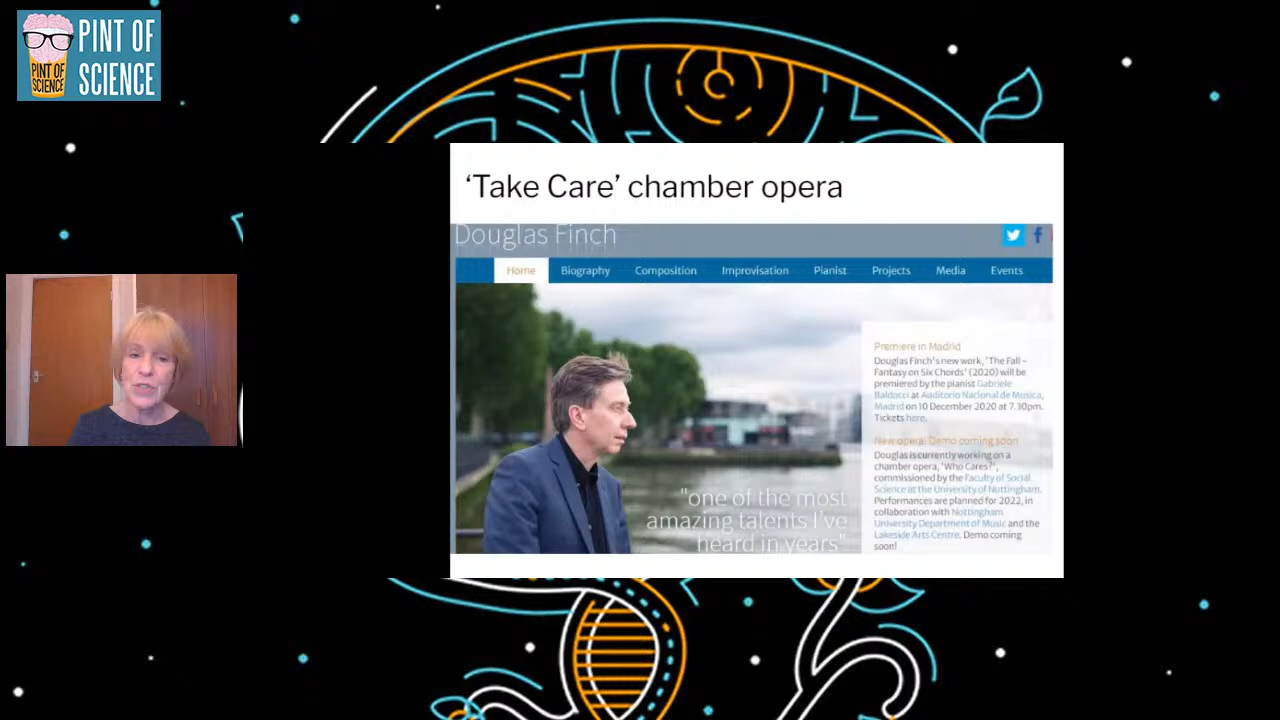 PINT OF
SCIENCE
PINT OF
SCIENCE
‘Take Care’ chamber opera
Douglas Finch
Home Biography Composition Improvisation Pianist Projects Media Events
Premiere in Madrid
Douglas Finch's new work, 'The Fall –
Fantasy on Six Chords' (2020) will be
premiered by the pianist Gabriele
Baldocci at Auditorio Nacional de Musica,
Madrid on 10 December 2020 at 7.30pm.
Tickets here.
New opera: Demo coming soon
Douglas is currently working on a
chamber opera, 'Who Cares?',
commissioned by the Faculty of Social
Science at the University of Nuttingham.
Performances are planned for 2022, in
collaboration with Nottingham
University Department of Music and the
Lakeside Arts Centre. Demo coming
soon!
"one of the most
amazing talents I've
heard in years"